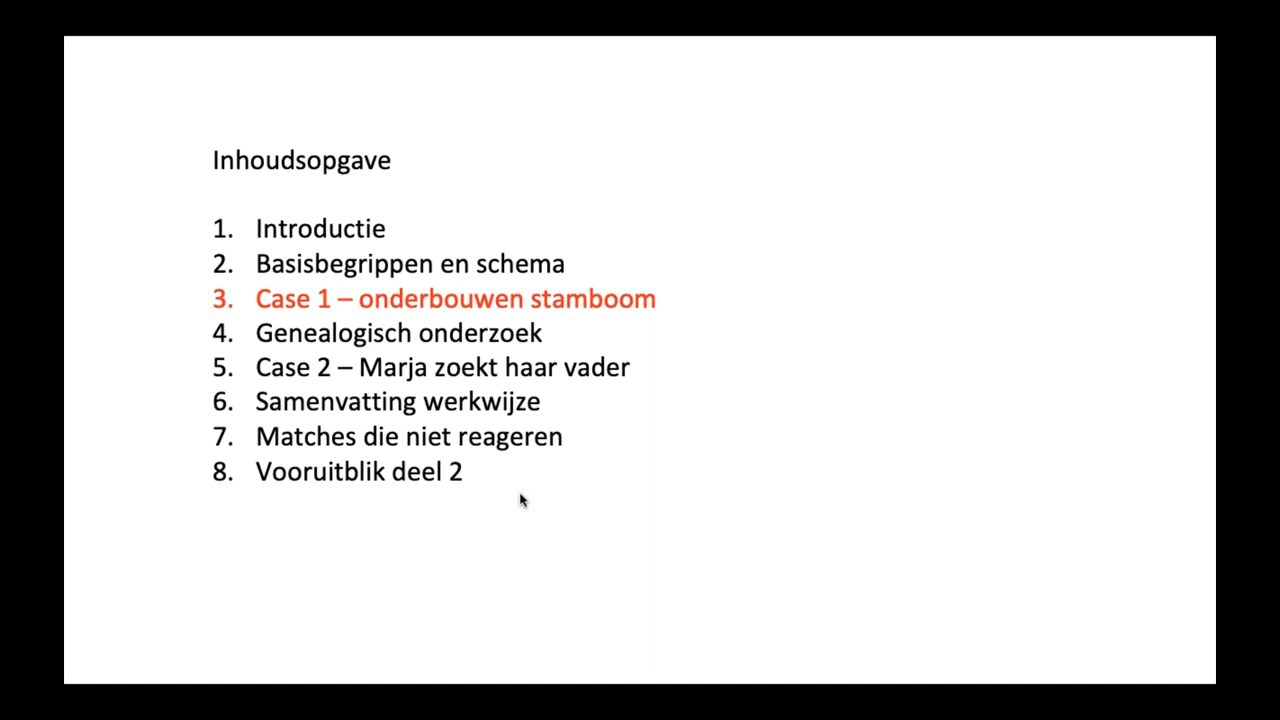 Inhoudsopgave
1. Introductie
2. Basisbegrippen en schema
3. Case 1 – onderbouwen stamboom
4. Genealogisch onderzoek
5. Case 2 – Marja zoekt haar vader
6. Samenvatting werkwijze
7. Matches die niet reageren
8. Vooruitblik deel 2